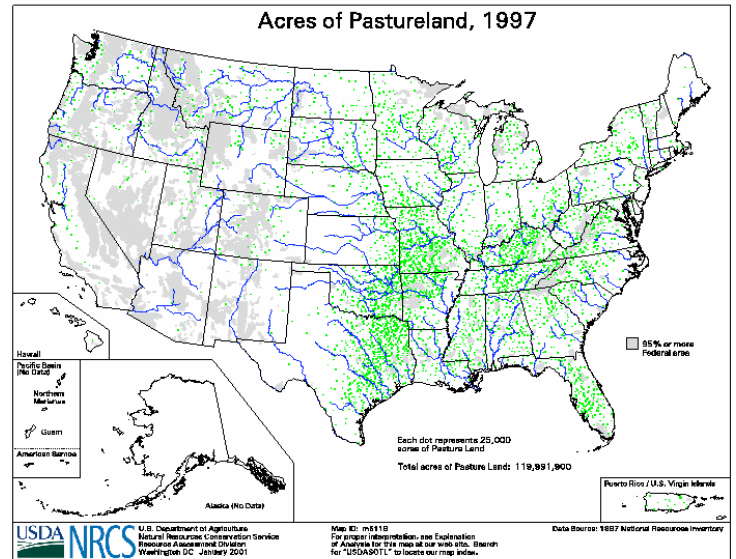 Acres of Pastureland, 1997
95% or more
Federal area
Hawaii
Pacific Basin
(No Data)
Northern
Marianas
Guam
American Samoa
Alaska (No Data)
Each dot represents 25,000
acres of Pasture Land
Total acres of Pasture Land: 119,991,900
Puerto Rico / U.S. Virgin Islands
USDA NRCS
U.S. Department of Agriculture
Natural Resources Conservation Service
Resource Assessment Division
Washington DC January 2001
Map ID: m5118
For proper interpretation, see Explanation
of Analysis for this map at our web site. Search
for "USDASOTL" to locate our map index.
Data Source: 1997 National Resources Inventory